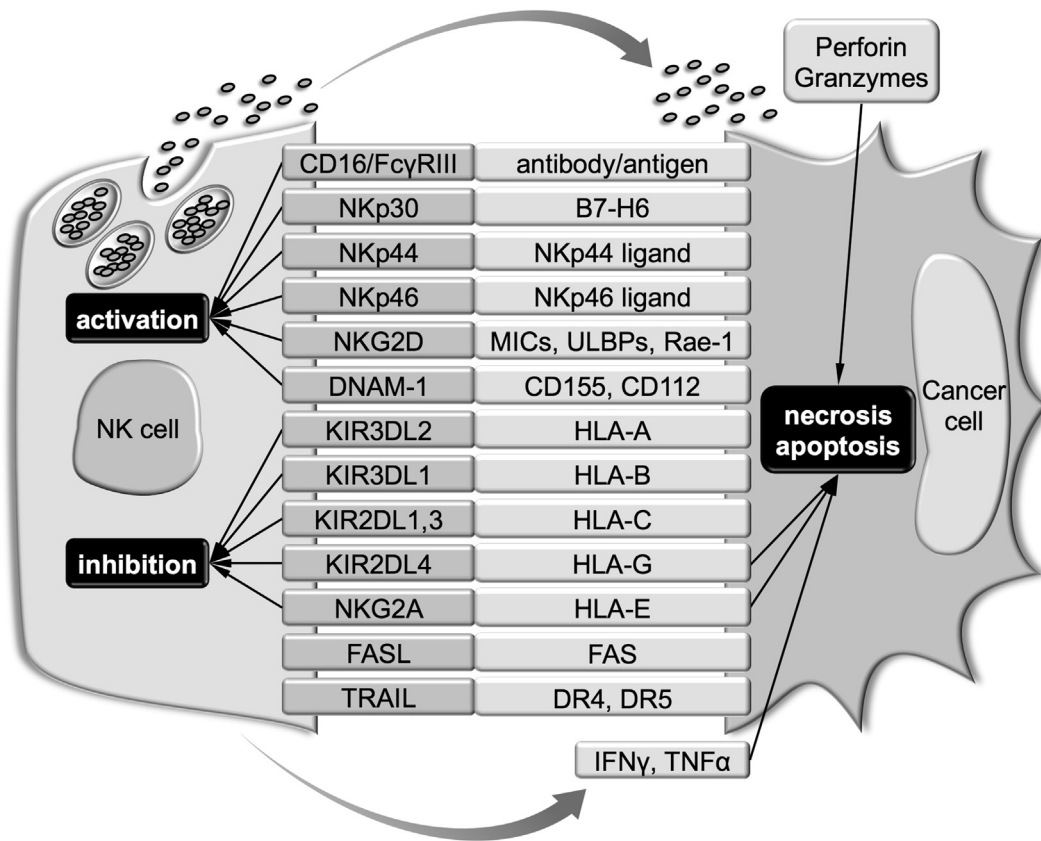 Perforin
Granzymes
CD16/FcγRIII antibody/antigen
NKp30 B7-H6
NKp44 NKp44 ligand
NKp46 NKp46 ligand
activation
NKG2D MICs, ULBPs, Rae-1
DNAM-1 CD155, CD112
Cancer
cell
necrosis
apoptosis
NK cell
KIR3DL2 HLA-A
KIR3DL1 HLA-B
KIR2DL1,3 HLA-C
inhibition
KIR2DL4 HLA-G
NKG2A HLA-E
FASL FAS
TRAIL DR4, DR5
IFNγ, TNFα